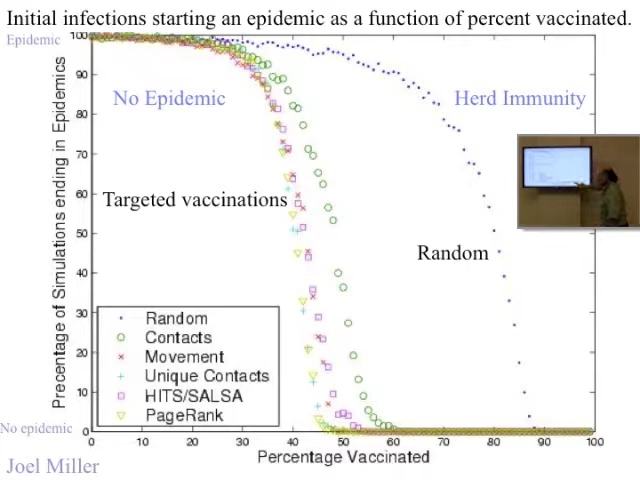 Initial infections starting an epidemic as a function of percent vaccinated.
Epidemic
100
90
80
70
60
50
40
30
20
10
0
Precentage of Simulations ending in Epidemics
No Epidemic
Herd Immunity
Targeted vaccinations
Random
Random
Contacts
Movement
Unique Contacts
HITS/SALSA
PageRank
No epidemic
0 10 20 30 40 50 60 70 80 90 100
Percentage Vaccinated
Joel Miller